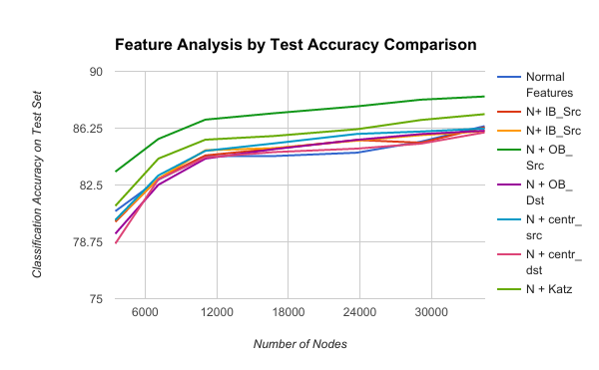 Feature Analysis by Test Accuracy Comparison
Classification Accuracy on Test Set
90
86.25
82.5
78.75
75
6000 12000 18000 24000 30000
Number of Nodes
Normal
Features
N+ IB_Src
N+ IB_Src
N + OB_
Src
N + OB_
Dst
N + centr_
src
N + centr_
dst
N + Katz